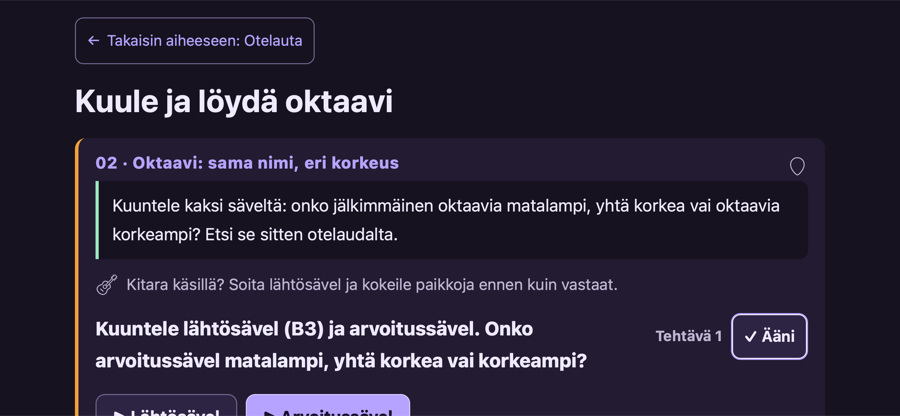 ← Takaisin aiheeseen: Otelauta
Kuule ja löydä oktaavi
02 · Oktaavi: sama nimi, eri korkeus
Kuuntele kaksi säveltä: onko jälkimmäinen oktaavia matalampi, yhtä korkea vai oktaavia
korkeampi? Etsi se sitten otelaudalta.
Kitara käsillä? Soita lähtösävel ja kokeile paikkoja ennen kuin vastaat.
Kuuntele lähtösävel (B3) ja arvoitussävel. Onko
arvoitussävel matalampi, yhtä korkea vai korkeampi?
Tehtävä 1
✓ Ääni
▶ Lähtösävel
▶ Arvoitussävel